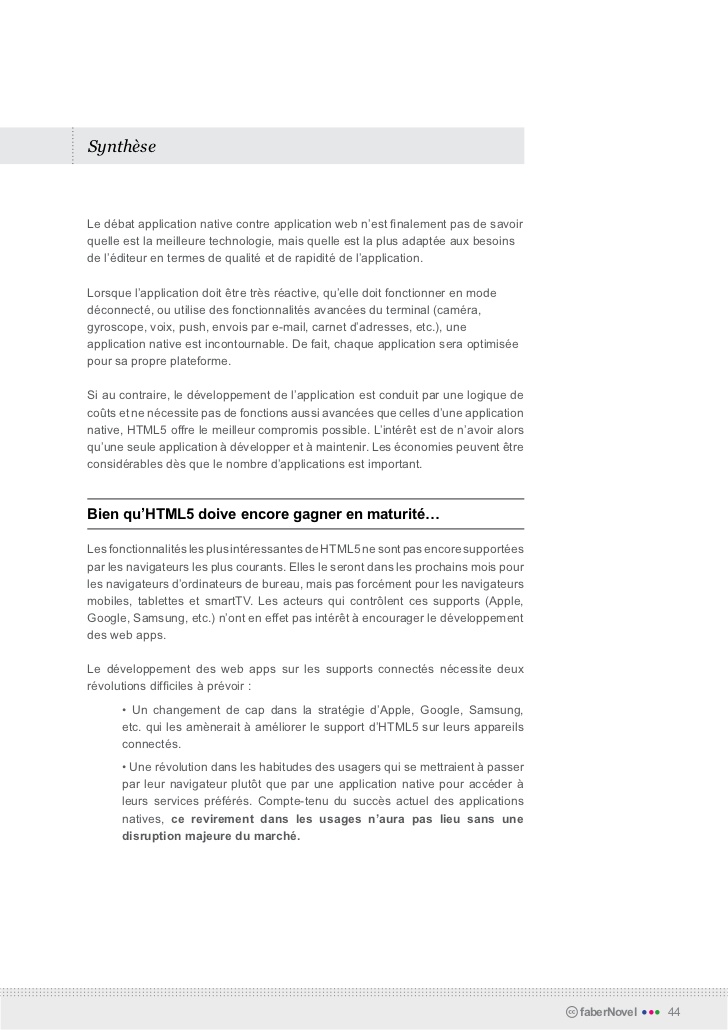 Synthèse
Le débat application native contre application web n’est finalement pas de savoir
quelle est la meilleure technologie, mais quelle est la plus adaptée aux besoins
de l’éditeur en termes de qualité et de rapidité de l’application.
Lorsque l’application doit être très réactive, qu’elle doit fonctionner en mode
déconnecté, ou utilise des fonctionnalités avancées du terminal (caméra,
gyroscope, voix, push, envois par e-mail, carnet d’adresses, etc.), une
application native est incontournable. De fait, chaque application sera optimisée
pour sa propre plateforme.
Si au contraire, le développement de l’application est conduit par une logique de
coûts et ne nécessite pas de fonctions aussi avancées que celles d’une application
native, HTML5 offre le meilleur compromis possible. L’intérêt est de n’avoir alors
qu’une seule application à développer et à maintenir. Les économies peuvent être
considérables dès que le nombre d’applications est important.
Bien qu’HTML5 doive encore gagner en maturité…
Les fonctionnalités les plus intéressantes de HTML5 ne sont pas encore supportées
par les navigateurs les plus courants. Elles le seront dans les prochains mois pour
les navigateurs d’ordinateurs de bureau, mais pas forcément pour les navigateurs
mobiles, tablettes et smartTV. Les acteurs qui contrôlent ces supports (Apple,
Google, Samsung, etc.) n’ont en effet pas intérêt à encourager le développement
des web apps.
Le développement des web apps sur les supports connectés nécessite deux
révolutions difficiles à prévoir :
• Un changement de cap dans la stratégie d’Apple, Google, Samsung,
etc. qui les amènerait à améliorer le support d’HTML5 sur leurs appareils
connectés.
• Une révolution dans les habitudes des usagers qui se mettraient à passer
par leur navigateur plutôt que par une application native pour accéder à
leurs services préférés. Compte-tenu du succès actuel des applications
natives, ce revirement dans les usages n’aura pas lieu sans une
disruption majeure du marché.
cc faberNovel 44